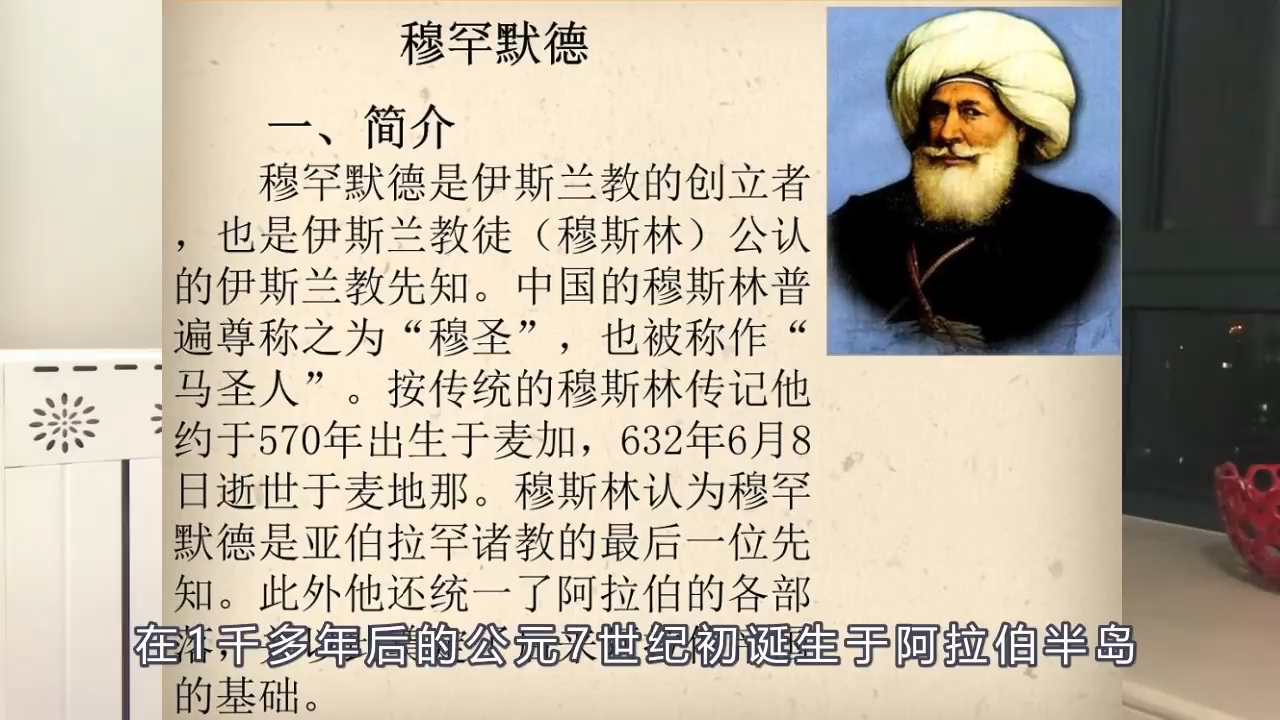 穆罕默德
一、简介
穆罕默德是伊斯兰教的创立者
，也是伊斯兰教徒（穆斯林）公认
的伊斯兰教先知。中国的穆斯林普
遍尊称之为“穆圣”，也被称作“
马圣人”。按传统的穆斯林传记他
约于570年出生于麦加，632年6月8
日逝世于麦地那。穆斯林认为穆罕
默德是亚伯拉罕诸教的最后一位先
知。此外他还统一了阿拉伯的各部
在1千多年后的公元7世纪初诞生于阿拉伯半岛
的基础。